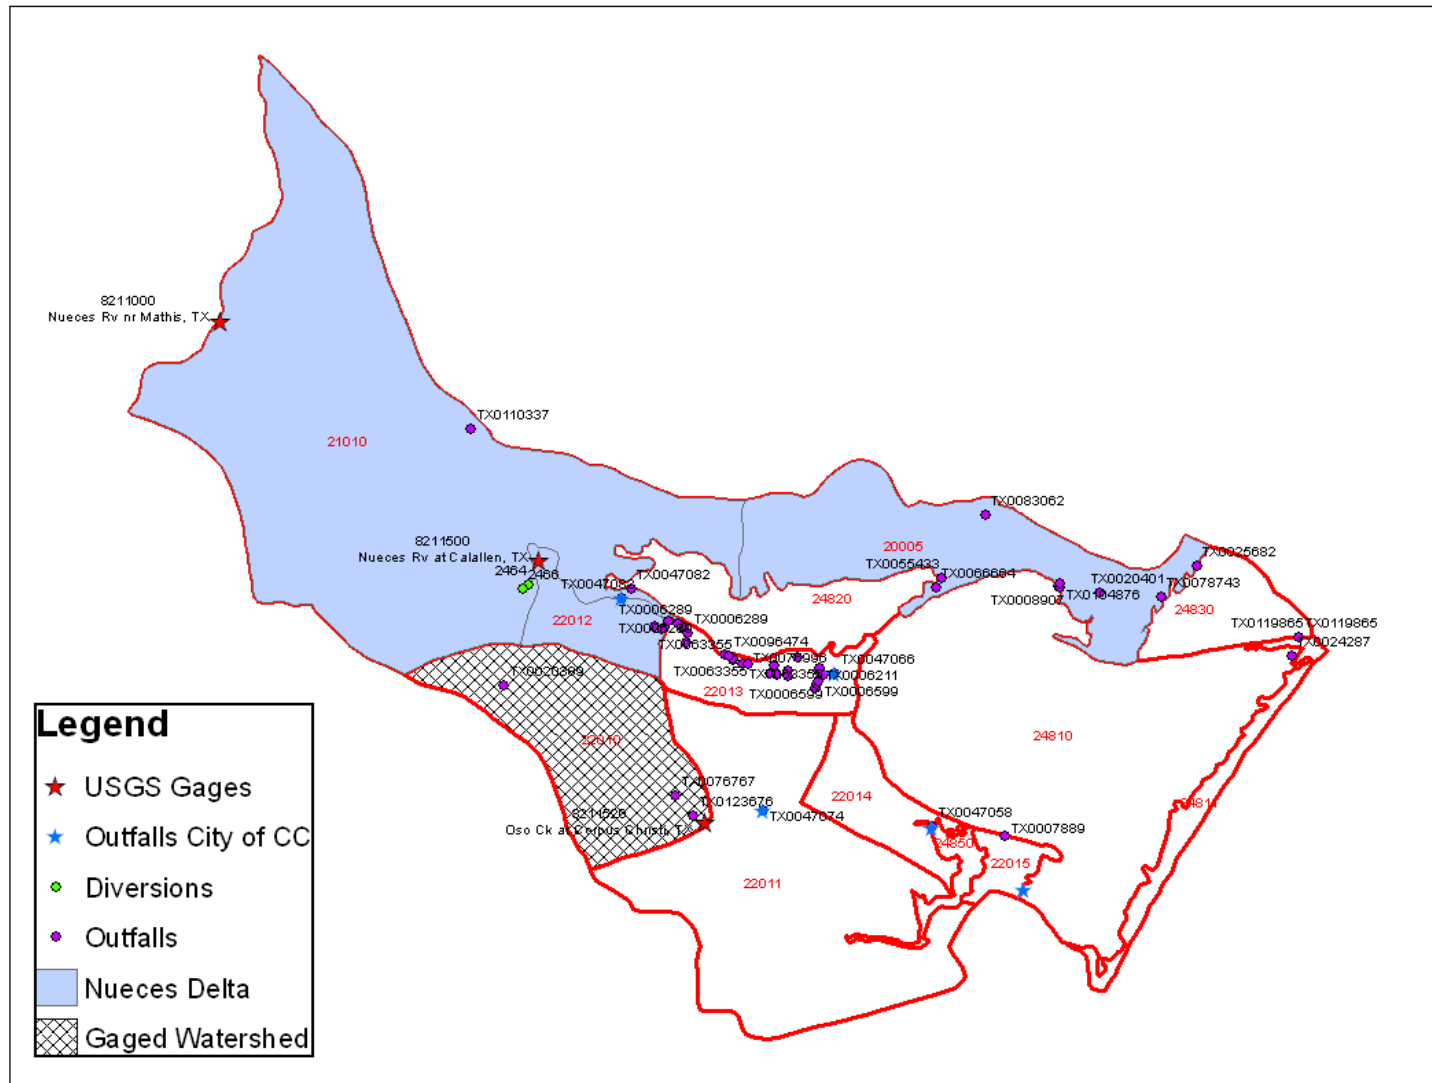 8211000
Nueces Rv nr Mathis, TX
TX0110337
21010
TX0083062
8211500
Nueces Rv at Calallen, TX
20005
TX0025682
2464
2466
TX0047082
TX0047082
TX0055433
TX0066664
TX0020401
TX0078743
TX0008907
TX0104876
24820
24830
22012
TX0006289
TX0006289
TX0119865
TX0119865
TX0024287
TX0063355
TX0096474
TX0047066
TX0063355
TX0006211
22013
TX0006599
TX0006599
TX0020389
22010
24810
TX0076767
TX0123676
8211520
Oso Ck at Corpus Christi, TX
TX0047074
22014
24811
TX0047058
TX0007889
24850
22015
22011
Legend
USGS Gages
Outfalls City of CC
Diversions
Outfalls
Nueces Delta
Gaged Watershed